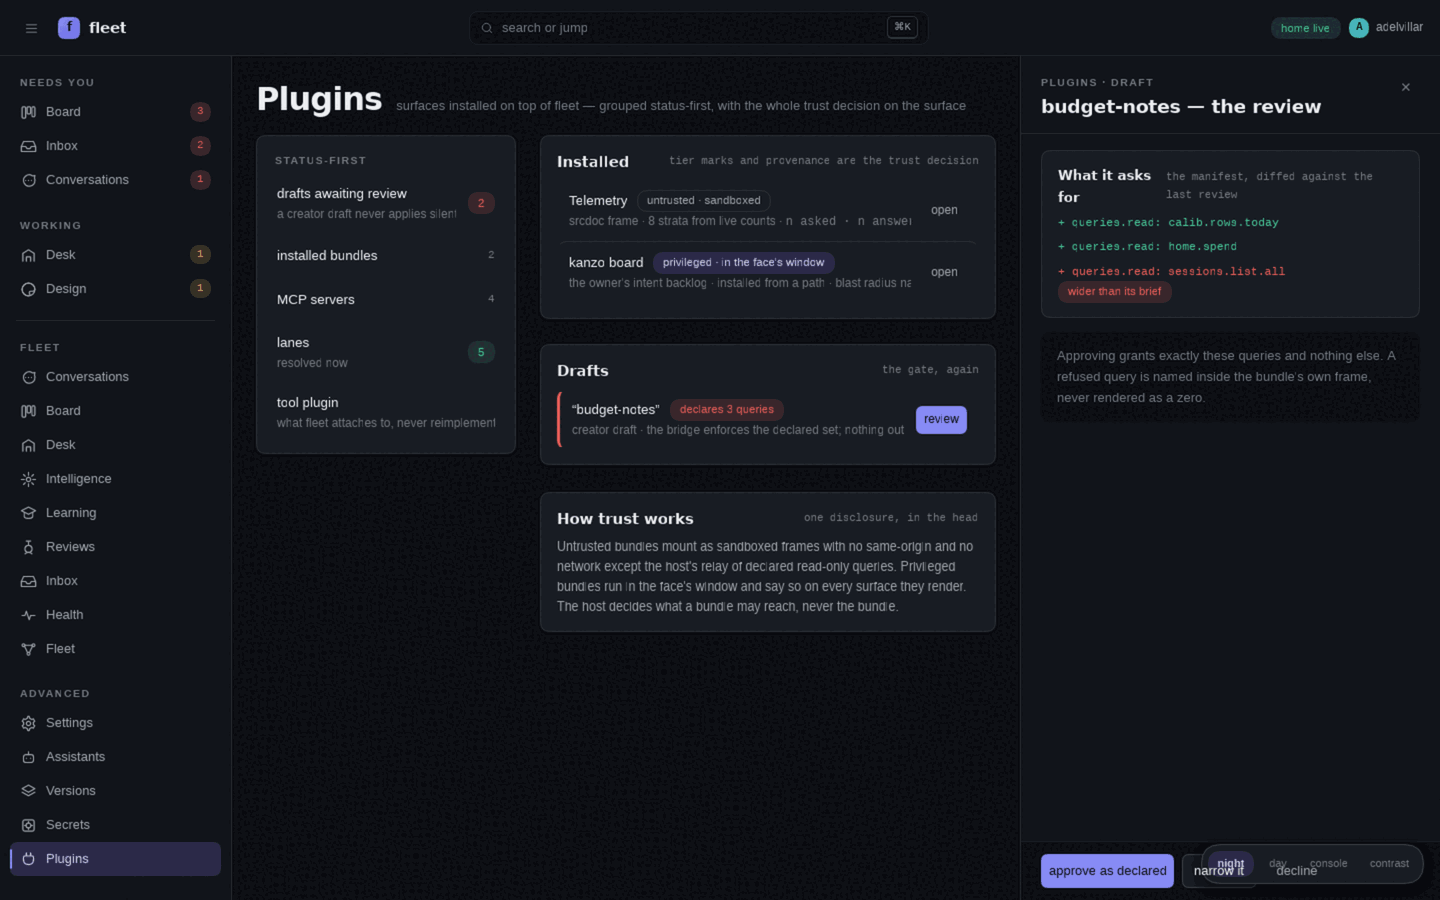 f fleet
search or jump ⌘K
home live A adelvillar
NEEDS YOU
Board 3
Inbox 2
Conversations 1
WORKING
Desk 1
Design 1
FLEET
Conversations
Board
Desk
Intelligence
Learning
Reviews
Inbox
Health
Fleet
ADVANCED
Settings
Assistants
Versions
Secrets
Plugins
Plugins surfaces installed on top of fleet — grouped status-first, with the whole trust decision on the surface
STATUS-FIRST
drafts awaiting review 2
a creator draft never applies silent
installed bundles 2
MCP servers 4
lanes 5
resolved now
tool plugin
what fleet attaches to, never reimplement
Installed tier marks and provenance are the trust decision
Telemetry untrusted · sandboxed
srcdoc frame · 8 strata from live counts · n asked · n answer
open
kanzo board privileged · in the face's window
the owner's intent backlog · installed from a path · blast radius na
open
Drafts the gate, again
“budget-notes” declares 3 queries
creator draft · the bridge enforces the declared set; nothing out
review
How trust works one disclosure, in the head
Untrusted bundles mount as sandboxed frames with no same-origin and no
network except the host's relay of declared read-only queries. Privileged
bundles run in the face's window and say so on every surface they render.
The host decides what a bundle may reach, never the bundle.
PLUGINS · DRAFT
budget-notes — the review
What it asks for
the manifest, diffed against the
last review
+ queries.read: calib.rows.today
+ queries.read: home.spend
+ queries.read: sessions.list.all
wider than its brief
Approving grants exactly these queries and nothing else. A
refused query is named inside the bundle's own frame,
never rendered as a zero.
approve as declared narrow it decline
night day console contrast